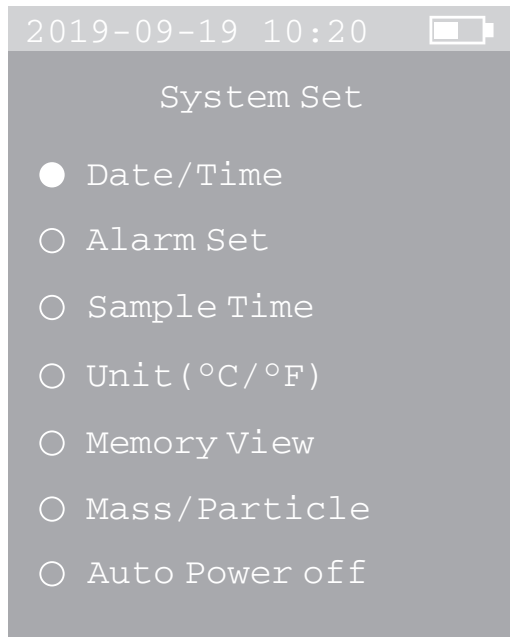 2019-09-19 10:20
System Set
Date/Time
Alarm Set
Sample Time
Unit(°C/°F)
Memory View
Mass/Particle
Auto Power off